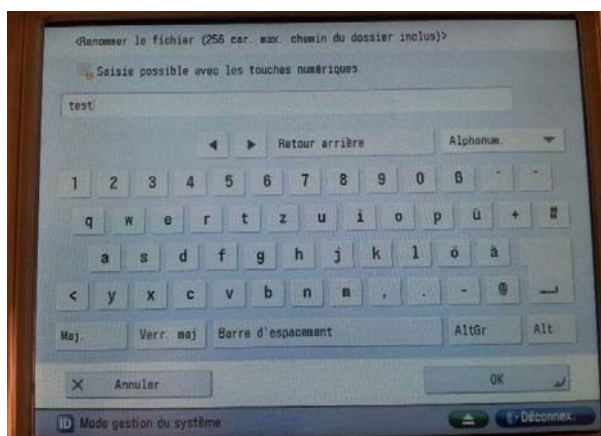 <Renommer le fichier (256 car. max. chemin du dossier inclus)>
Saisie possible avec les touches numériques.
test
◀ ▶ Retour arrière Alphanum.
1 2 3 4 5 6 7 8 9 0 ß
q w e r t z u i o p ü + #
a s d f g h j k l ö ä
< y x c v b n m , . - @
Maj. Verr. maj Barre d'espacement AltGr Alt
X Annuler OK
ID Mode gestion du système Déconnex.